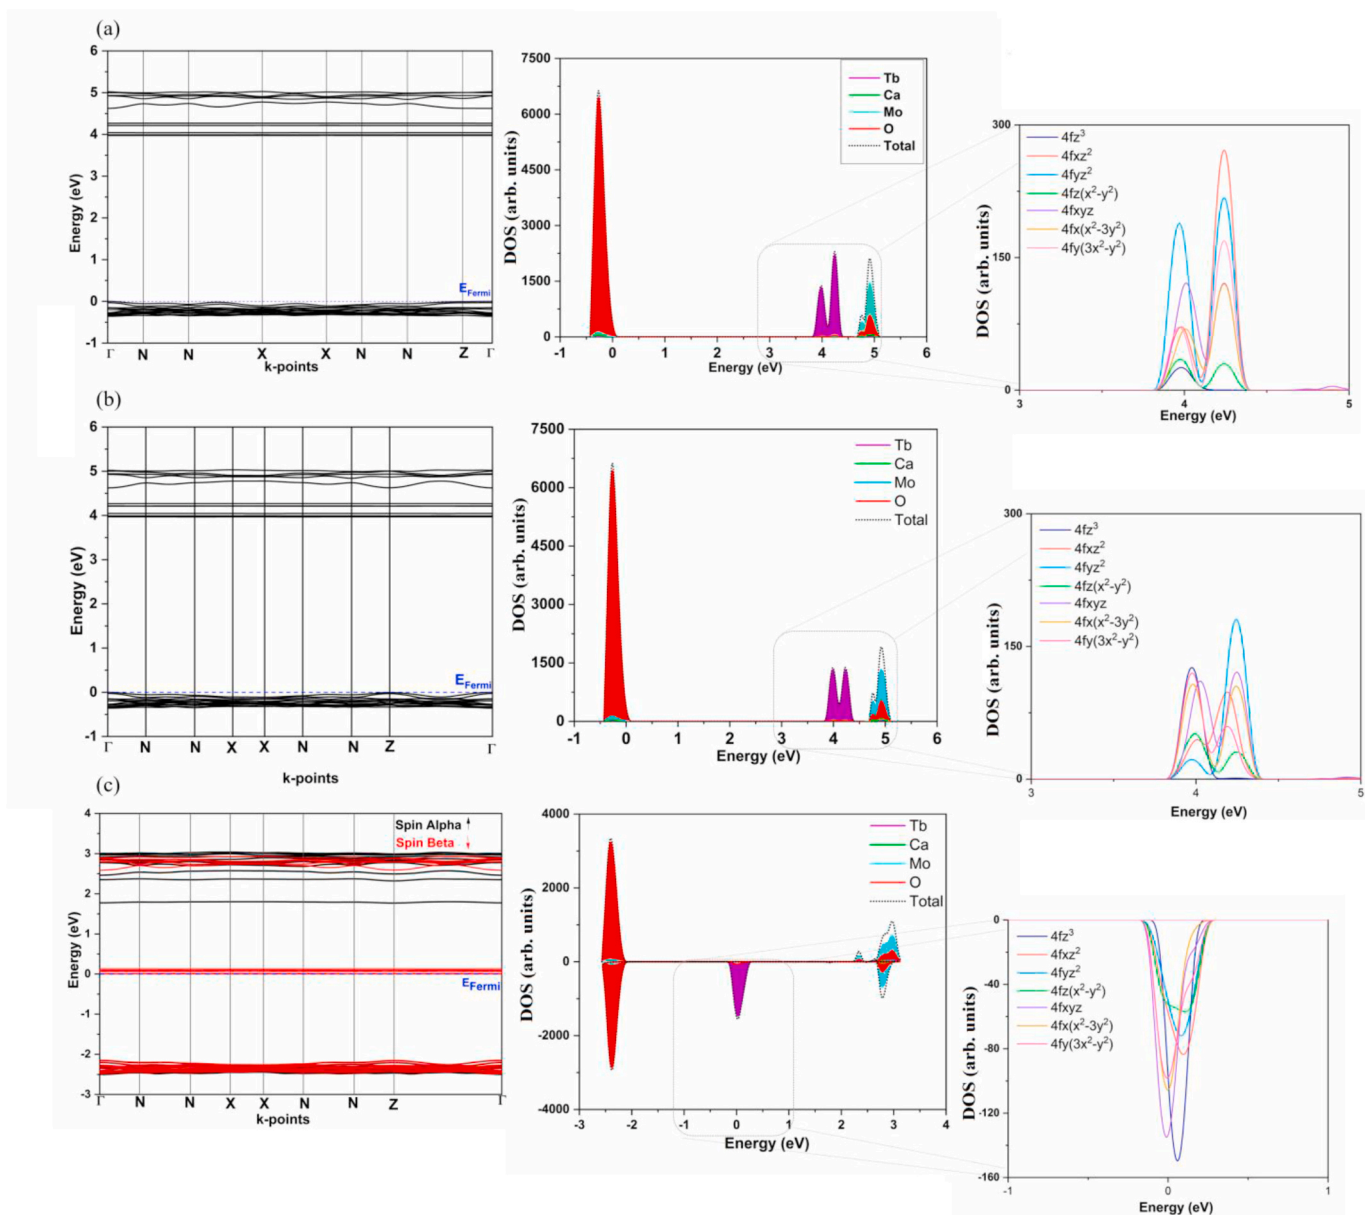 (a)
6
5
4
3
2
1
0
-1
Energy (eV)
E_Fermi
Γ N N X X N N Z Γ
k-points
7500
6000
4500
3000
1500
0
DOS (arb. units)
Tb
Ca
Mo
O
Total
-1 0 1 2 3 4 5 6
Energy (eV)
300
150
0
DOS (arb. units)
4fz³
4fxz²
4fyz²
4fz(x²-y²)
4fxyz
4fx(x²-3y²)
4fy(3x²-y²)
3 4 5
Energy (eV)
(b)
6
5
4
3
2
1
0
-1
Energy (eV)
E_Fermi
Γ N N X X N N Z Γ
k-points
7500
6000
4500
3000
1500
0
DOS (arb. units)
Tb
Ca
Mo
O
Total
-1 0 1 2 3 4 5 6
Energy (eV)
300
150
0
DOS (arb. units)
4fz³
4fxz²
4fyz²
4fz(x²-y²)
4fxyz
4fx(x²-3y²)
4fy(3x²-y²)
3 4 5
Energy (eV)
(c)
4
3
2
1
0
-1
-2
-3
Energy (eV)
Spin Alpha
Spin Beta
E_Fermi
Γ N N X X N N Z Γ
k-points
4000
2000
0
-2000
-4000
DOS (arb. units)
Tb
Ca
Mo
O
Total
-3 -2 -1 0 1 2 3 4
Energy (eV)
0
-40
-80
-120
-160
DOS (arb. units)
4fz³
4fxz²
4fyz²
4fz(x²-y²)
4fxyz
4fx(x²-3y²)
4fy(3x²-y²)
-1 0 1
Energy (eV)